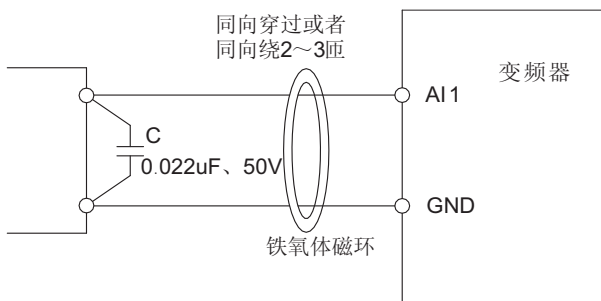 同向穿过或者
同向绕2～3匝
变频器
AI1
C
0.022uF、50V
GND
铁氧体磁环